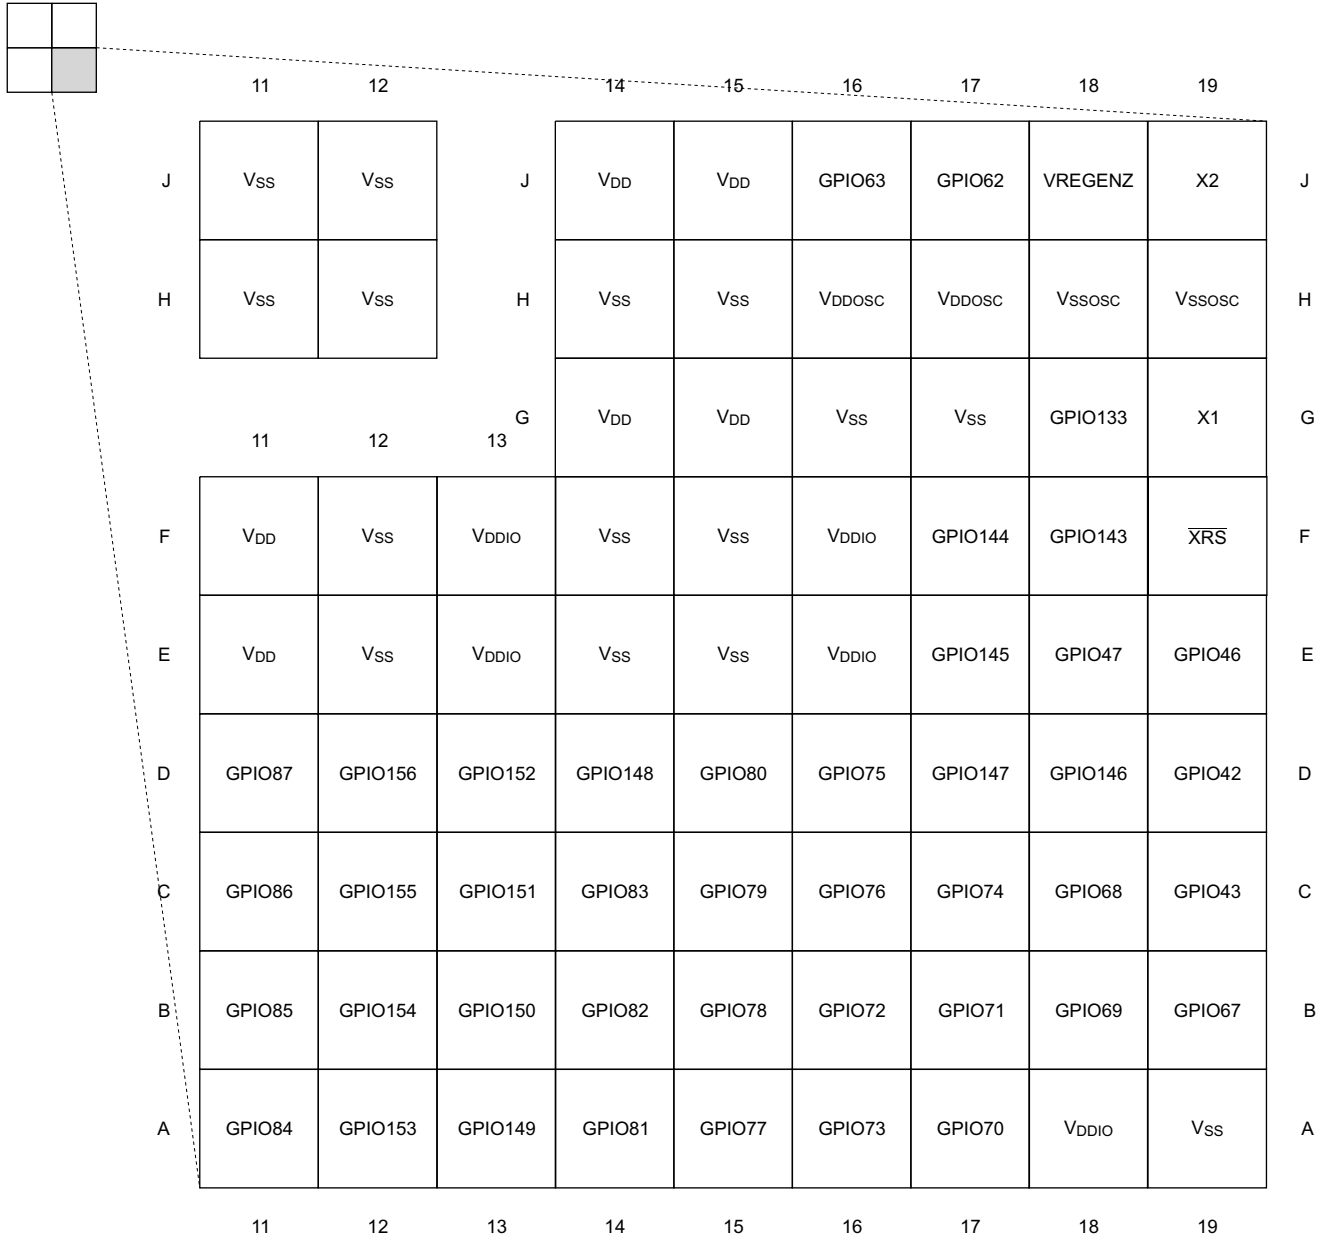 11 12 14 15 16 17 18 19
J VSS VSS J VDD VDD GPIO63 GPIO62 VREGENZ X2 J
H VSS VSS H VSS VSS VDDOSC VDDOSC VSSOSC VSSOSC H
G VDD VDD VSS VSS GPIO133 X1 G
11 12 13
F VDD VSS VDDIO VSS VSS VDDIO GPIO144 GPIO143 X̅R̅S̅ F
E VDD VSS VDDIO VSS VSS VDDIO GPIO145 GPIO47 GPIO46 E
D GPIO87 GPIO156 GPIO152 GPIO148 GPIO80 GPIO75 GPIO147 GPIO146 GPIO42 D
C GPIO86 GPIO155 GPIO151 GPIO83 GPIO79 GPIO76 GPIO74 GPIO68 GPIO43 C
B GPIO85 GPIO154 GPIO150 GPIO82 GPIO78 GPIO72 GPIO71 GPIO69 GPIO67 B
A GPIO84 GPIO153 GPIO149 GPIO81 GPIO77 GPIO73 GPIO70 VDDIO VSS A
11 12 13 14 15 16 17 18 19